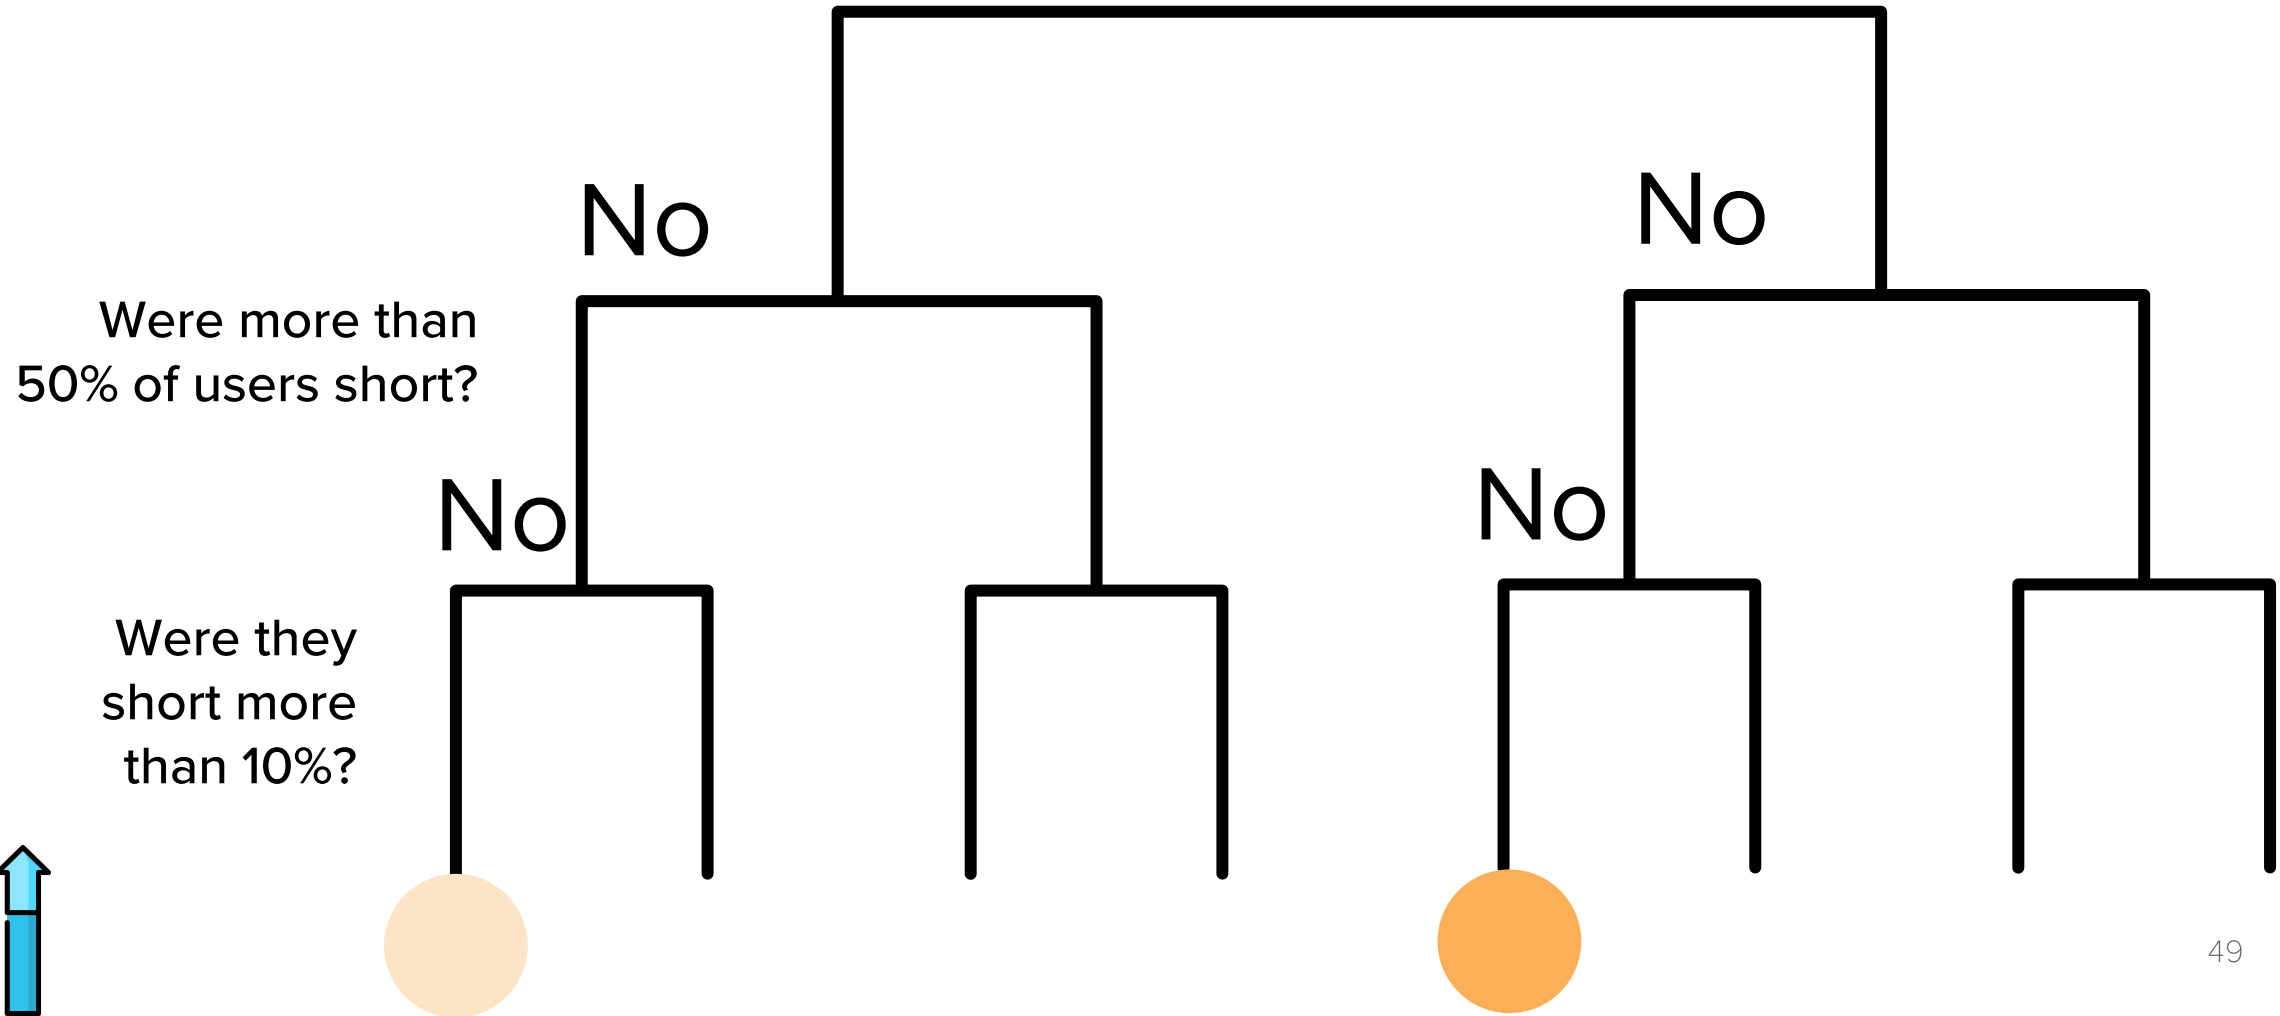 No
No
Were more than
50% of users short?
No
No
Were they
short more
than 10%?
49